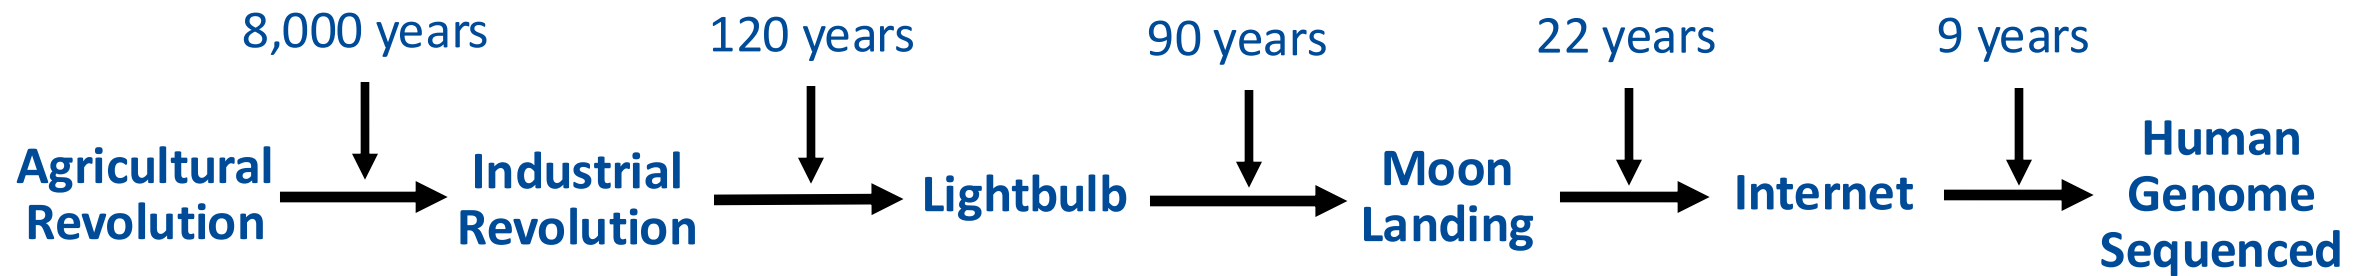 8,000 years
120 years
90 years
22 years
9 years
Agricultural
Revolution
Industrial
Revolution
Lightbulb
Moon
Landing
Internet
Human
Genome
Sequenced